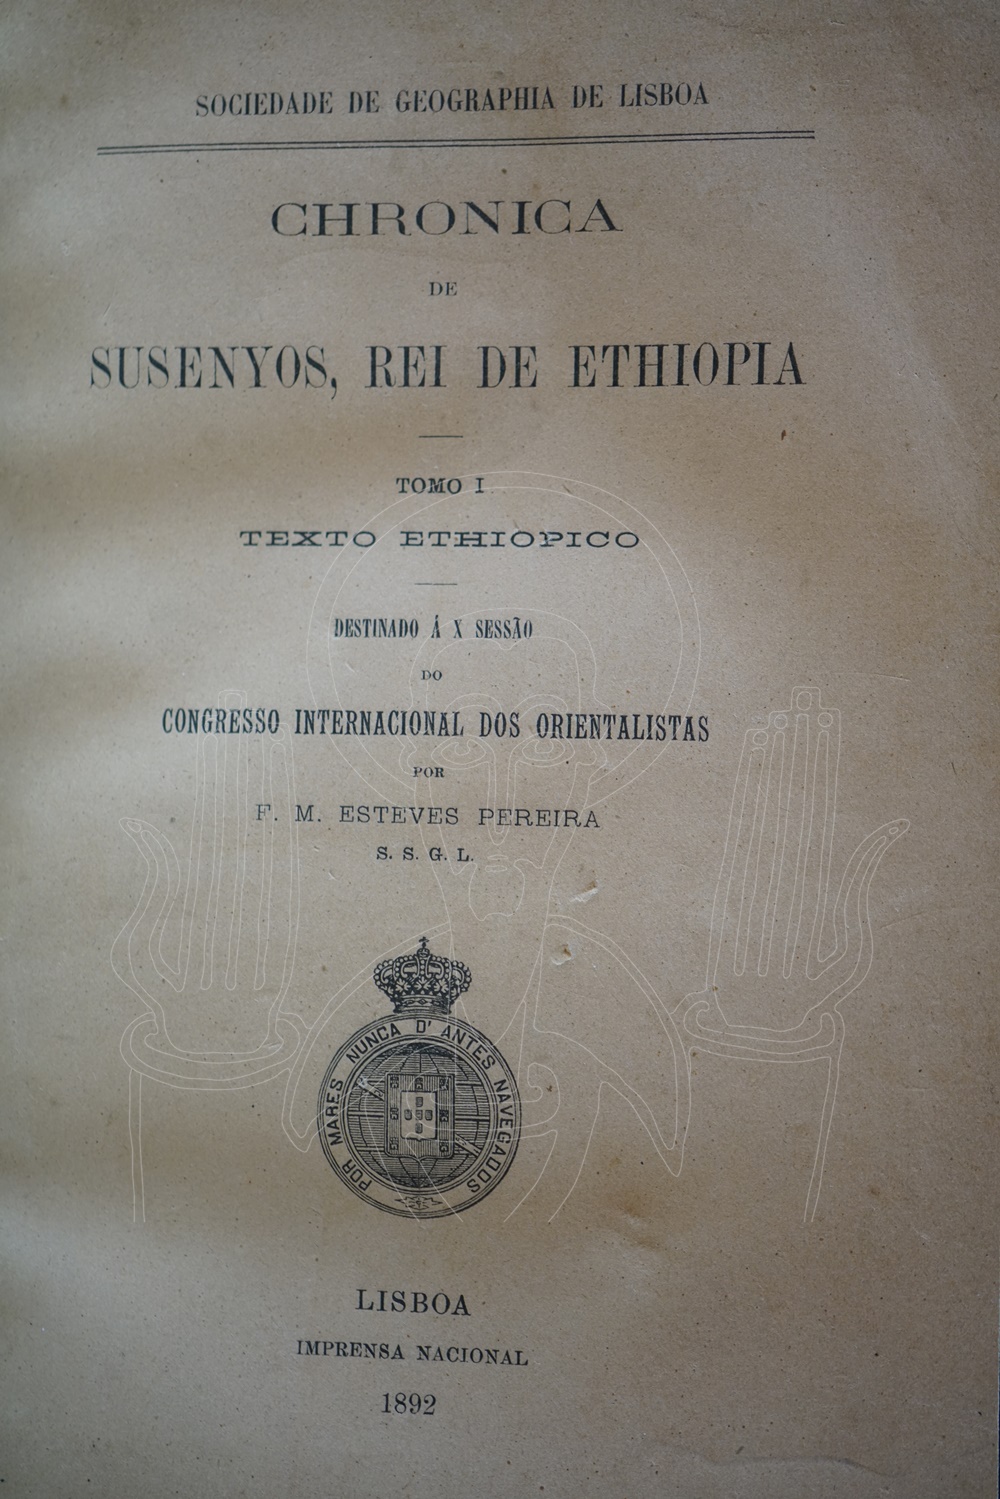 SOCIEDADE DE GEOGRAPHIA DE LISBOA
CHRONICA
DE
SUSENYOS, REI DE ETHIOPIA
TOMO I
TEXTO ETHIOPICO
DESTINADO Á X SESSÃO
DO
CONGRESSO INTERNACIONAL DOS ORIENTALISTAS
POR
F. M. ESTEVES PEREIRA
S. S. G. L.
POR MARES NUNCA D'ANTES NAVEGADOS
LISBOA
IMPRENSA NACIONAL
1892